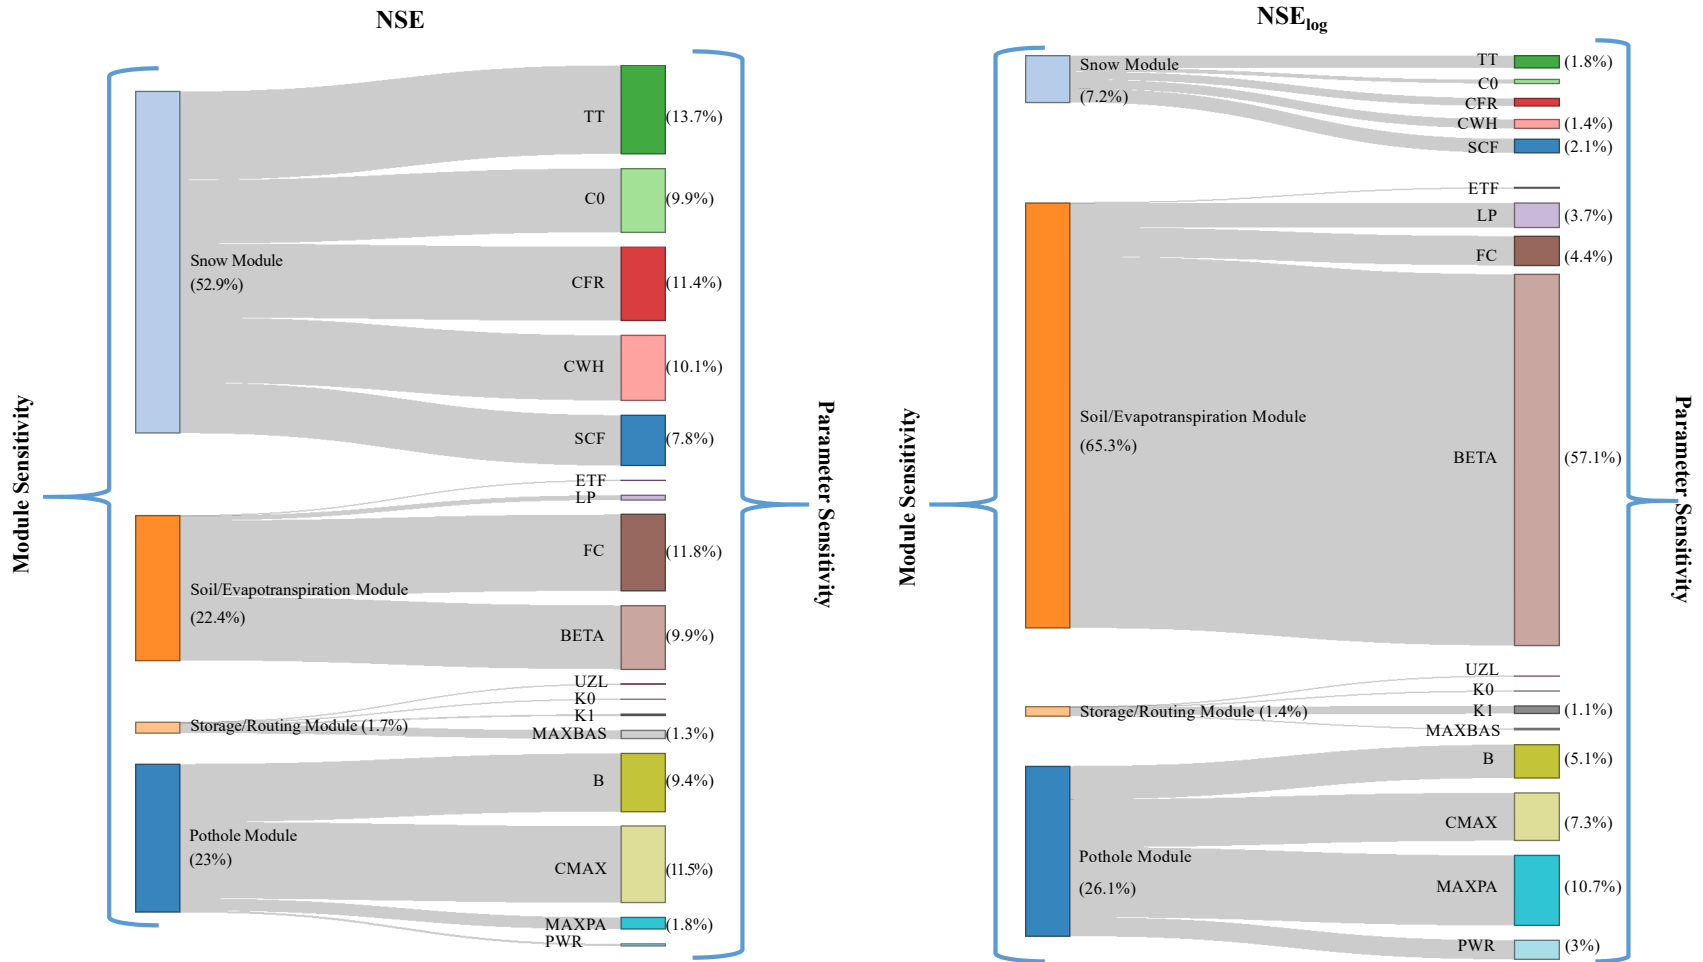 NSE
Module Sensitivity
Snow Module
(52.9%)
TT (13.7%)
C0 (9.9%)
CFR (11.4%)
CWH (10.1%)
SCF (7.8%)
ETF
LP
Soil/Evapotranspiration Module
(22.4%)
FC (11.8%)
BETA (9.9%)
UZL
K0
K1
Storage/Routing Module (1.7%)
MAXBAS (1.3%)
Pothole Module
(23%)
B (9.4%)
CMAX (11.5%)
MAXPA (1.8%)
PWR
Parameter Sensitivity
NSElog
Module Sensitivity
Snow Module
(7.2%)
TT (1.8%)
C0
CFR
CWH (1.4%)
SCF (2.1%)
ETF
LP (3.7%)
FC (4.4%)
Soil/Evapotranspiration Module
(65.3%)
BETA (57.1%)
UZL
K0
Storage/Routing Module (1.4%)
K1 (1.1%)
MAXBAS
Pothole Module
(26.1%)
B (5.1%)
CMAX (7.3%)
MAXPA (10.7%)
PWR (3%)
Parameter Sensitivity